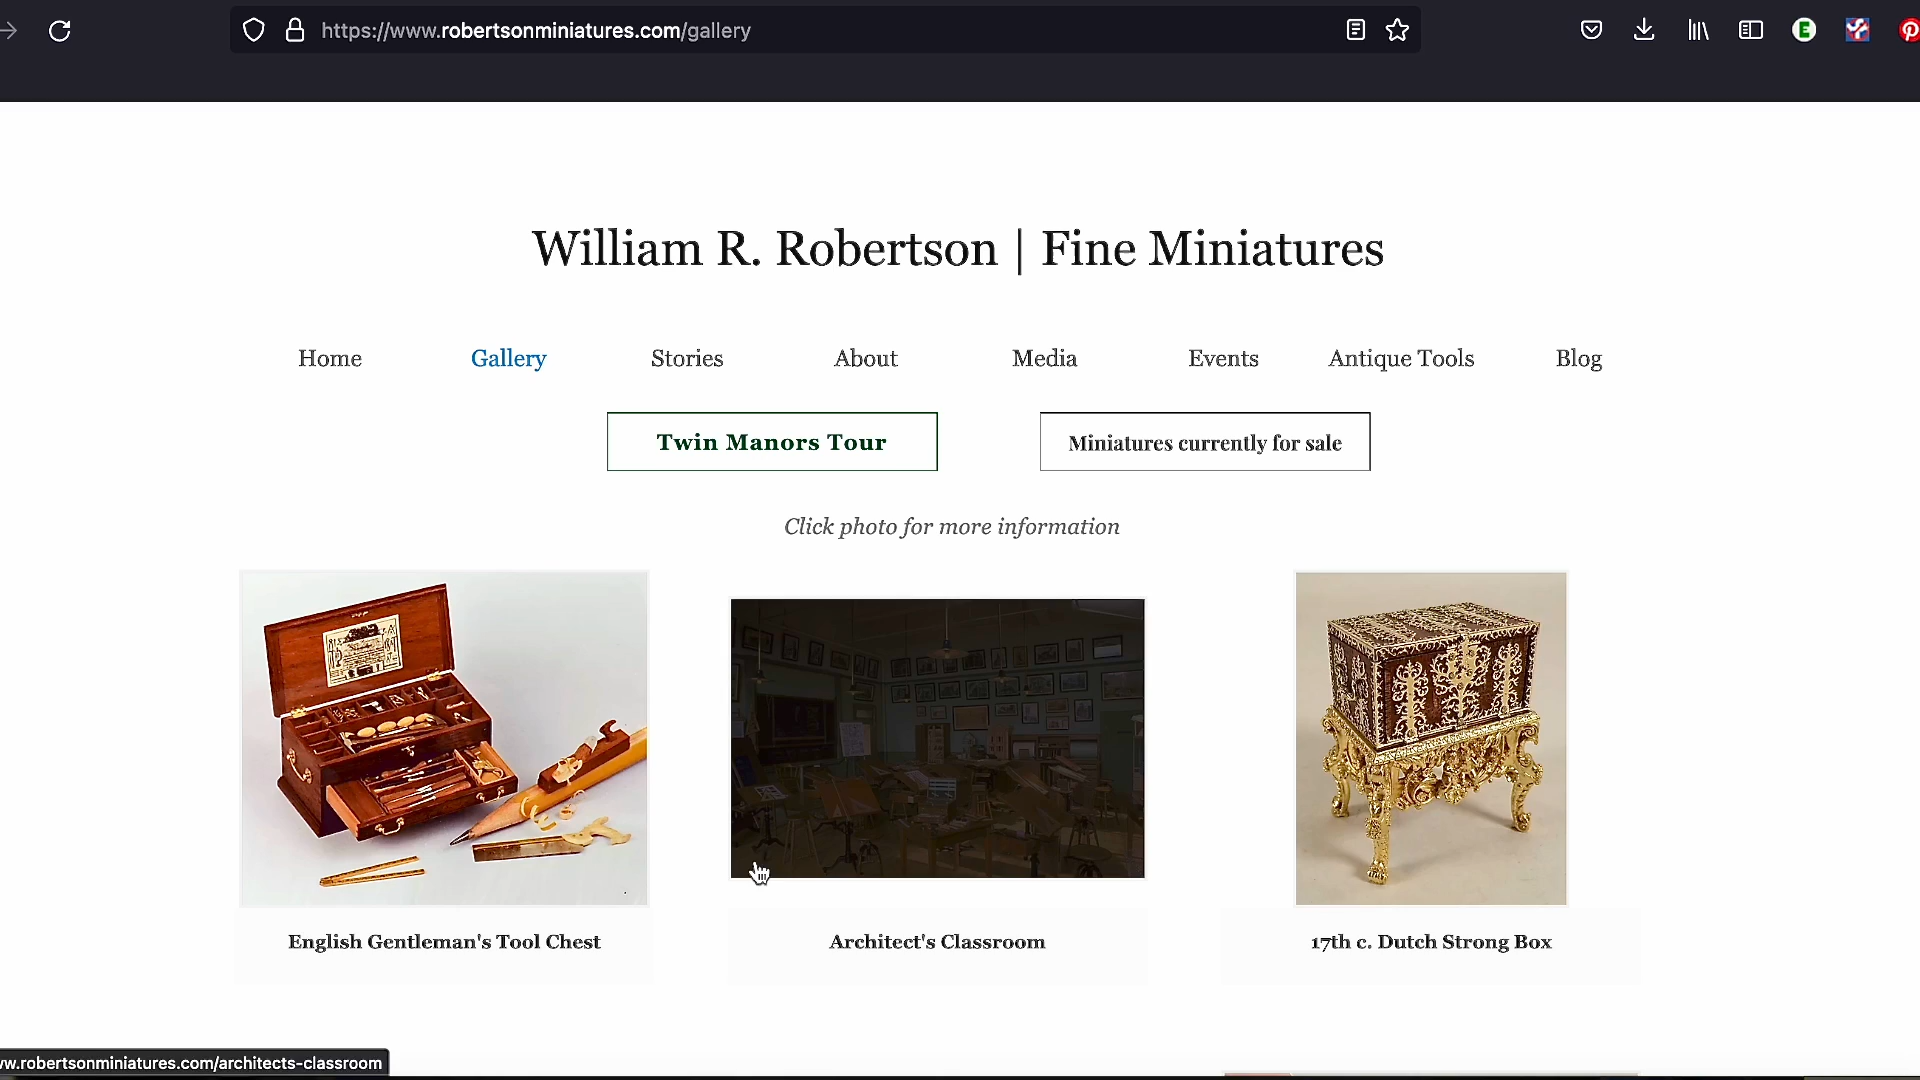 https://www.robertsonminiatures.com/gallery
William R. Robertson | Fine Miniatures
Home Gallery Stories About Media Events Antique Tools Blog
Twin Manors Tour Miniatures currently for sale
Click photo for more information
English Gentleman's Tool Chest Architect's Classroom 17th c. Dutch Strong Box
w.robertsonminiatures.com/architects-classroom